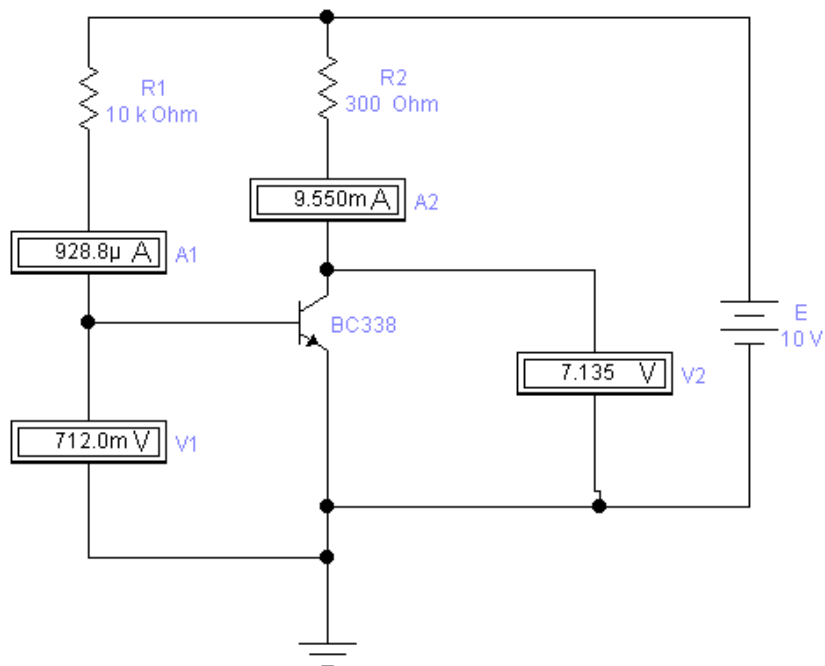 R1
10 k Ohm
R2
300 Ohm
9.550m A
A2
928.8µ A
A1
BC338
E
10 V
7.135 V
V2
712.0m V
V1